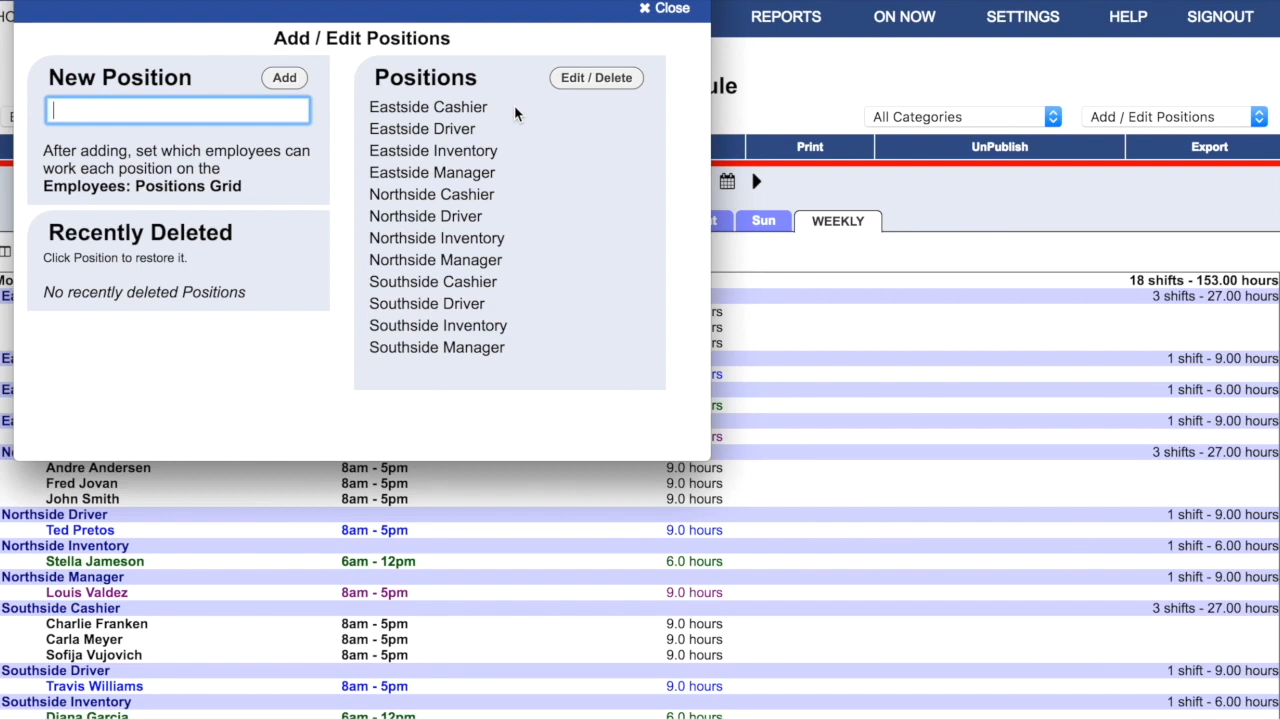 ✖ Close
REPORTS ON NOW SETTINGS HELP SIGNOUT
Add / Edit Positions
New Position Add
After adding, set which employees can
work each position on the
Employees: Positions Grid
Recently Deleted
Click Position to restore it.
No recently deleted Positions
Positions Edit / Delete
Eastside Cashier
Eastside Driver
Eastside Inventory
Eastside Manager
Northside Cashier
Northside Driver
Northside Inventory
Northside Manager
Southside Cashier
Southside Driver
Southside Inventory
Southside Manager
All Categories Add / Edit Positions
Print UnPublish Export
Sun WEEKLY
18 shifts - 153.00 hours
3 shifts - 27.00 hours
1 shift - 9.00 hours
1 shift - 6.00 hours
1 shift - 9.00 hours
3 shifts - 27.00 hours
Andre Andersen 8am - 5pm 9.0 hours
Fred Jovan 8am - 5pm 9.0 hours
John Smith 8am - 5pm 9.0 hours
Northside Driver 1 shift - 9.00 hours
Ted Pretos 8am - 5pm 9.0 hours
Northside Inventory 1 shift - 6.00 hours
Stella Jameson 6am - 12pm 6.0 hours
Northside Manager 1 shift - 9.00 hours
Louis Valdez 8am - 5pm 9.0 hours
Southside Cashier 3 shifts - 27.00 hours
Charlie Franken 8am - 5pm 9.0 hours
Carla Meyer 8am - 5pm 9.0 hours
Sofija Vujovich 8am - 5pm 9.0 hours
Southside Driver 1 shift - 9.00 hours
Travis Williams 8am - 5pm 9.0 hours
Southside Inventory 1 shift - 6.00 hours
Diana Garcia 6am - 12pm 6.0 hours